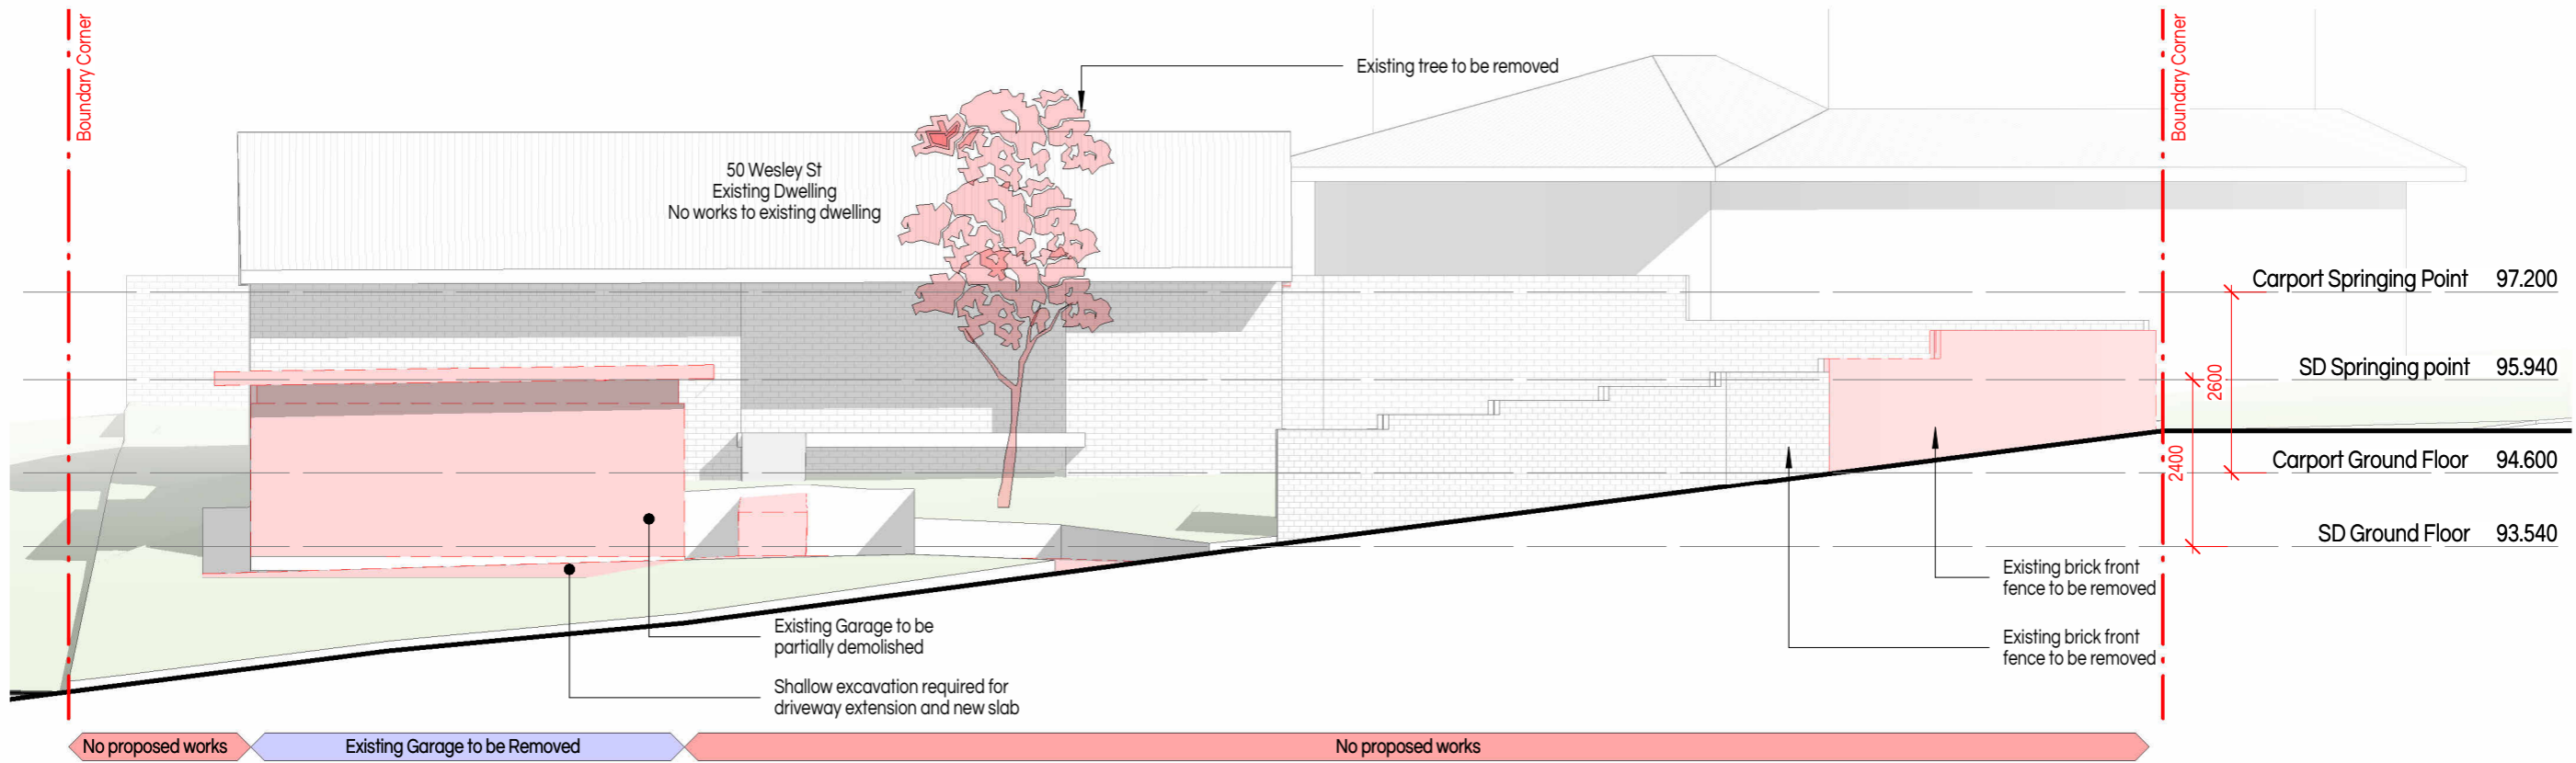 Boundary Corner
Boundary Corner
Existing tree to be removed
50 Wesley St
Existing Dwelling
No works to existing dwelling
Carport Springing Point 97.200
SD Springing point 95.940
2600
2400
Carport Ground Floor 94.600
SD Ground Floor 93.540
Existing brick front
fence to be removed
Existing brick front
fence to be removed
Existing Garage to be
partially demolished
Shallow excavation required for
driveway extension and new slab
No proposed works
Existing Garage to be Removed
No proposed works